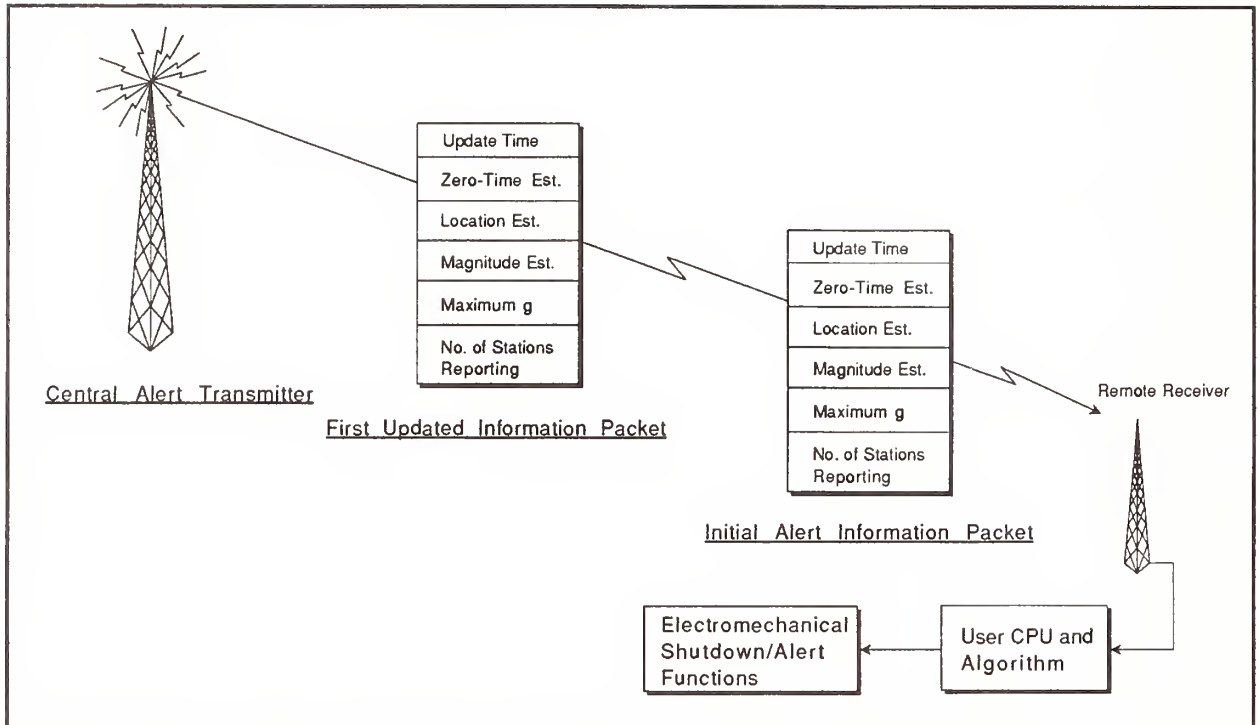 Update Time
Zero-Time Est.
Location Est.
Magnitude Est.
Maximum g
No. of Stations
Reporting
Central Alert Transmitter
First Updated Information Packet
Update Time
Zero-Time Est.
Location Est.
Magnitude Est.
Maximum g
No. of Stations
Reporting
Initial Alert Information Packet
Remote Receiver
Electromechanical
Shutdown/Alert
Functions
User CPU and
Algorithm